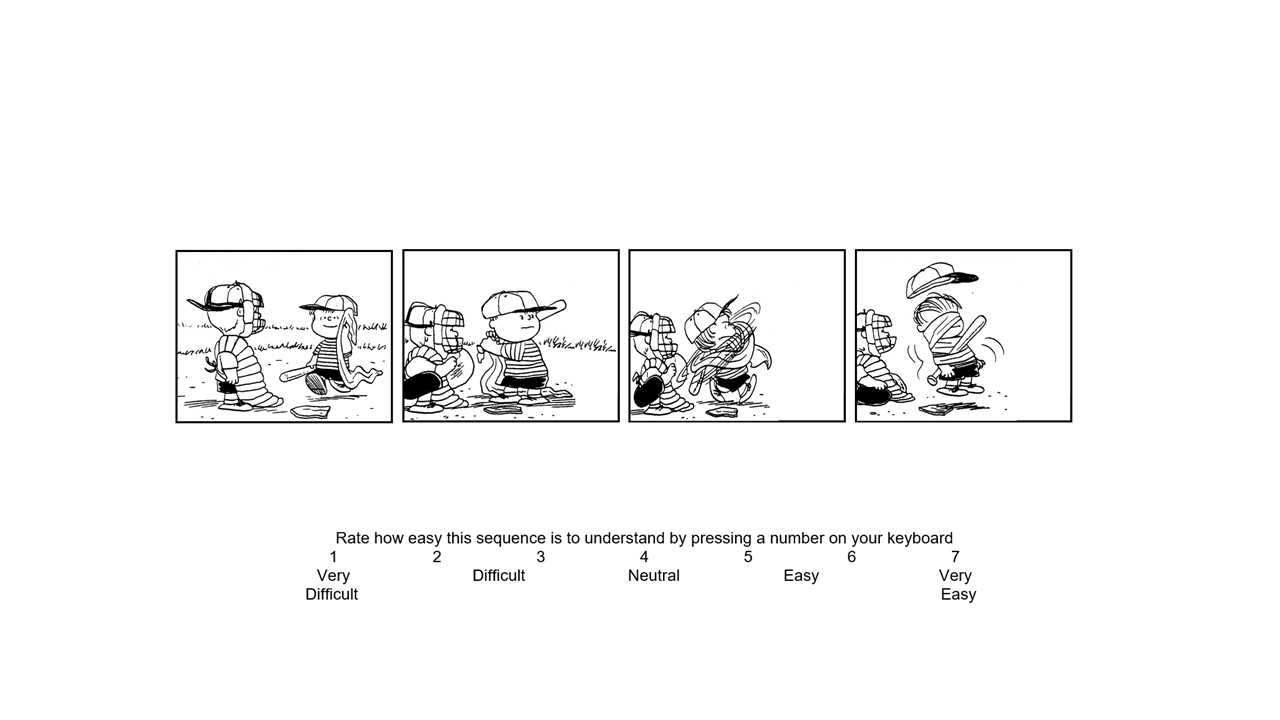 Rate how easy this sequence is to understand by pressing a number on your keyboard
1 2 3 4 5 6 7
Very Difficult Neutral Easy Very
Difficult Easy